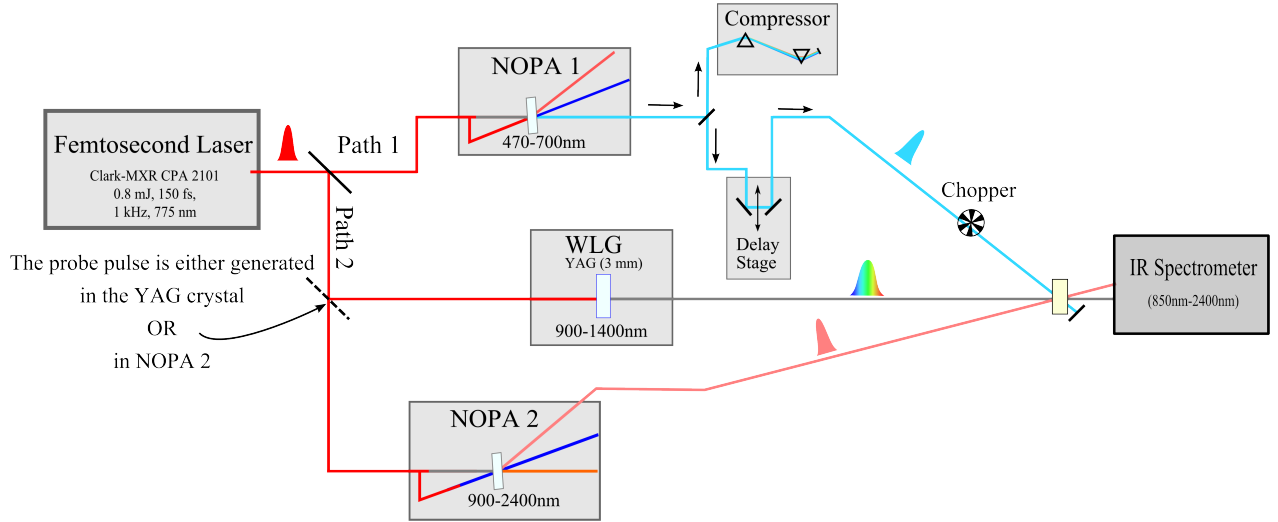 Compressor
NOPA 1
470-700nm
Femtosecond Laser
Clark-MXR CPA 2101
0.8 mJ, 150 fs,
1 kHz, 775 nm
Path 1
Path 2
Chopper
Delay
Stage
WLG
YAG (3 mm)
900-1400nm
IR Spectrometer
(850nm-2400nm)
The probe pulse is either generated
in the YAG crystal
OR
in NOPA 2
NOPA 2
900-2400nm